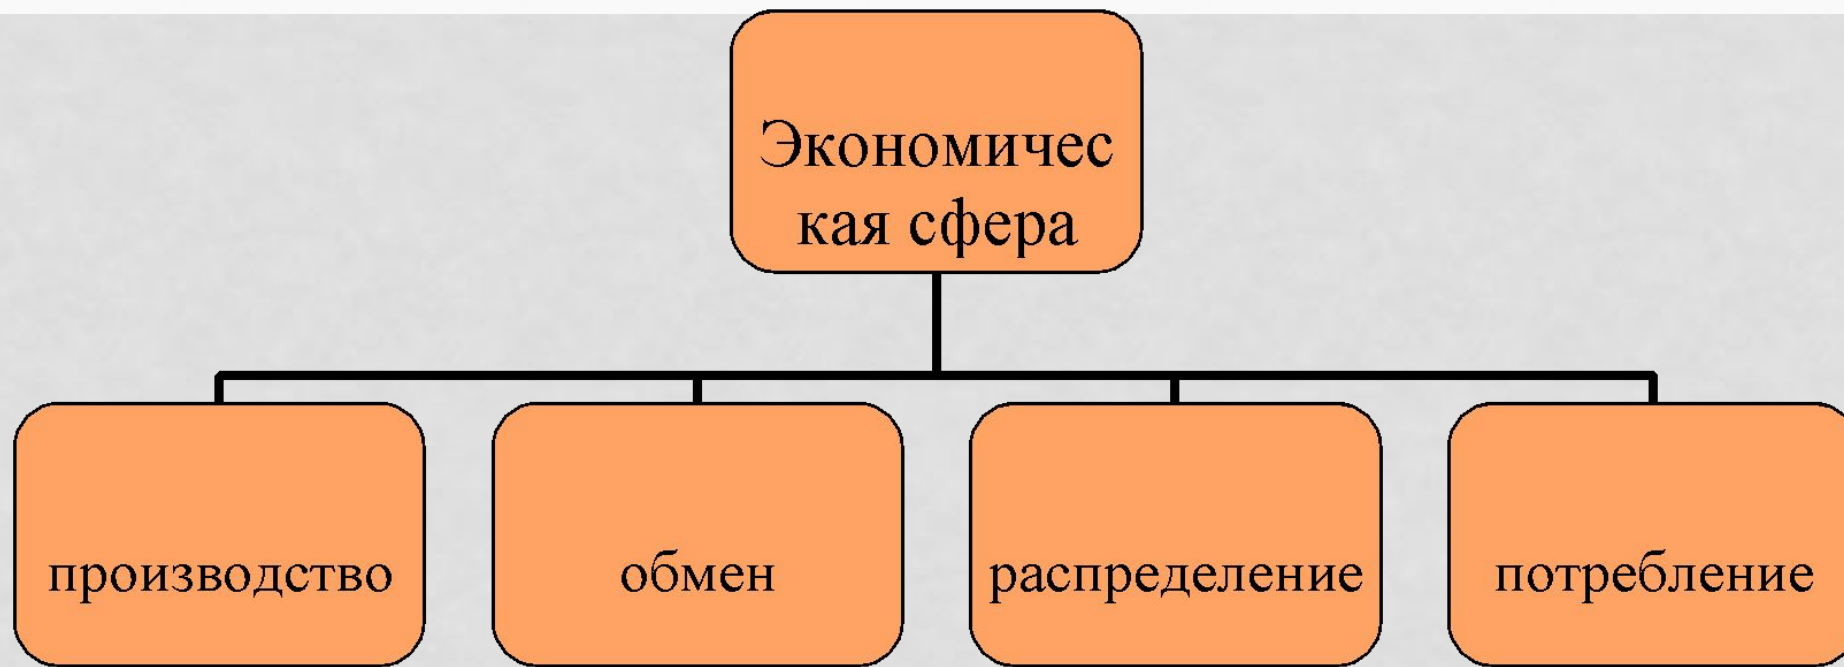 Экономичес
кая сфера
производство
обмен
распределение
потребление